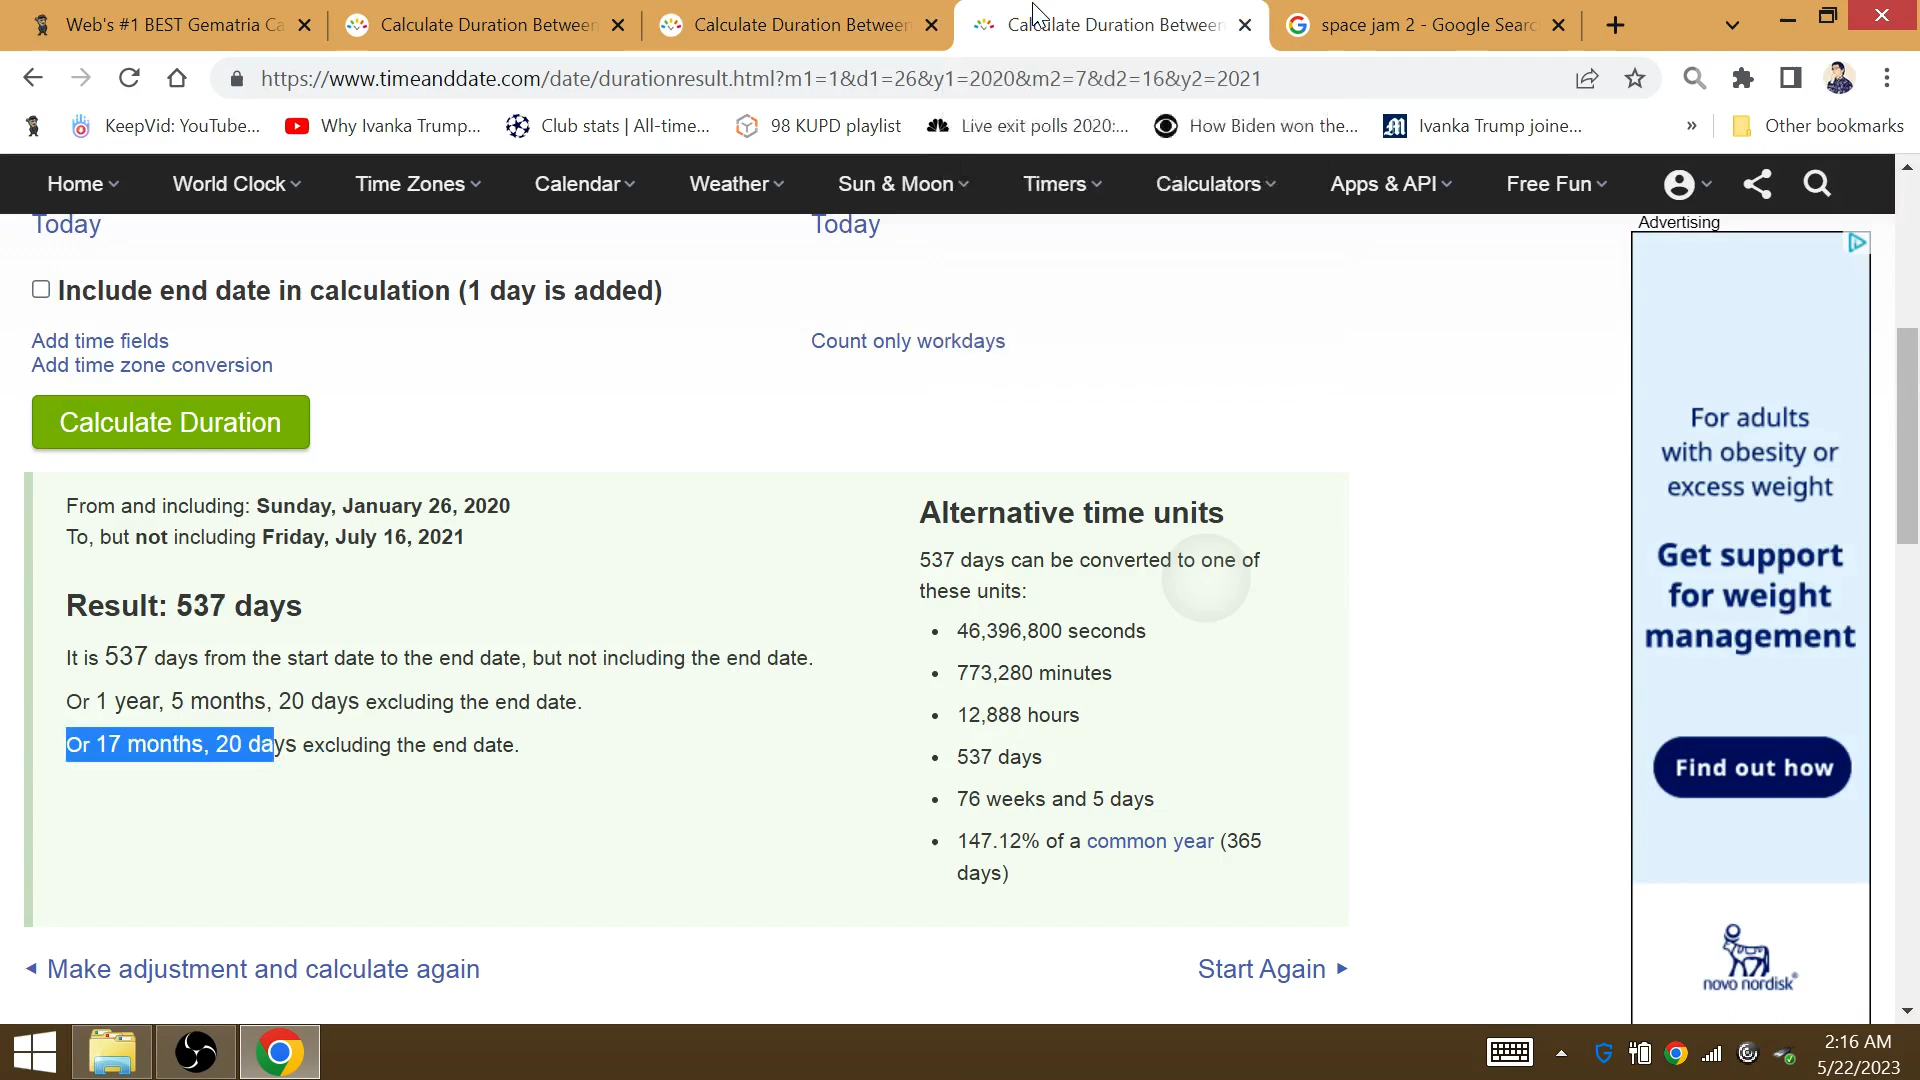 Web's #1 BEST Gematria Ca
Calculate Duration Between
Calculate Duration Between
Calculate Duration Between
space jam 2 - Google Searc
https://www.timeanddate.com/date/durationresult.html?m1=1&d1=26&y1=2020&m2=7&d2=16&y2=2021
KeepVid: YouTube...
Why Ivanka Trump...
Club stats | All-time...
98 KUPD playlist
Live exit polls 2020:...
How Biden won the...
Ivanka Trump joine...
»
Other bookmarks
Home
World Clock
Time Zones
Calendar
Weather
Sun & Moon
Timers
Calculators
Apps & API
Free Fun
Today
Today
Advertising
Include end date in calculation (1 day is added)
Add time fields
Count only workdays
Add time zone conversion
Calculate Duration
From and including: Sunday, January 26, 2020
To, but not including Friday, July 16, 2021
Result: 537 days
It is 537 days from the start date to the end date, but not including the end date.
Or 1 year, 5 months, 20 days excluding the end date.
Or 17 months, 20 days excluding the end date.
Alternative time units
537 days can be converted to one of
these units:
• 46,396,800 seconds
• 773,280 minutes
• 12,888 hours
• 537 days
• 76 weeks and 5 days
• 147.12% of a common year (365
days)
Make adjustment and calculate again
Start Again
For adults
with obesity or
excess weight
Get support
for weight
management
Find out how
novo nordisk®
2:16 AM
5/22/2023